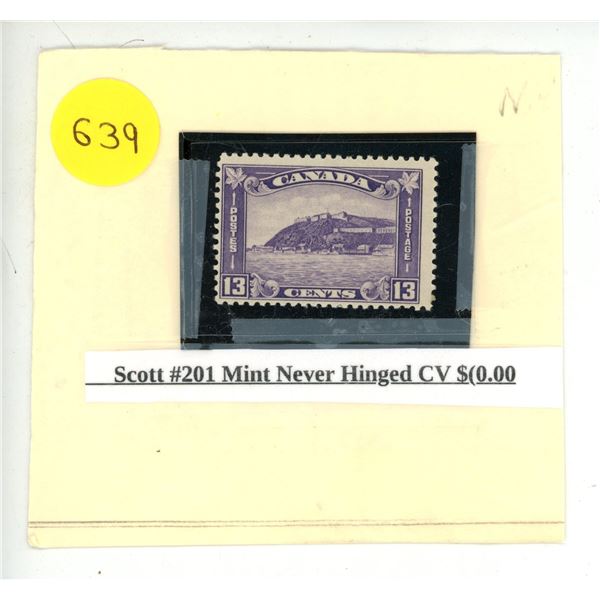 639
N
CANADA
POSTES
POSTAGE
13 CENTS 13
Scott #201 Mint Never Hinged CV $(0.00